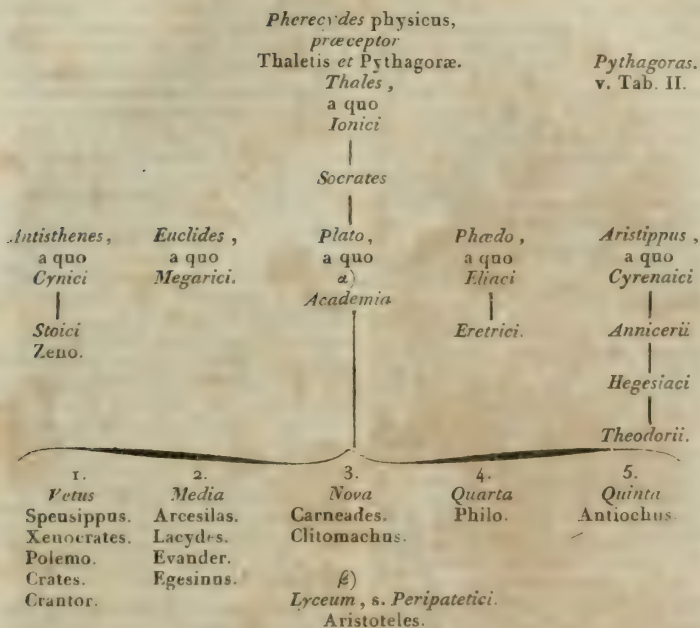 Pherecydes physicus,
præceptor
Thaletis et Pythagoræ.
Thales,
a quo
Ionici
Pythagoras.
v. Tab. II.
Socrates
Antisthenes,
a quo
Cynici
Stoici
Zeno.
Euclides,
a quo
Megarici.
Plato,
a quo
α)
Academia
Phædo,
a quo
Eliaci
Eretrici.
Aristippus,
a quo
Cyrenaici
Annicerii
Hegesiaci
Theodorii.
1.
Vetus
Speusippus.
Xenocrates.
Polemo.
Crates.
Crantor.
2.
Media
Arcesilas.
Lacydes.
Evander.
Egesinus.
3.
Nova
Carneades.
Clitomachus.
4.
Quarta
Philo.
5.
Quinta
Antiochus.
β)
Lyceum, s. Peripatetici.
Aristoteles.